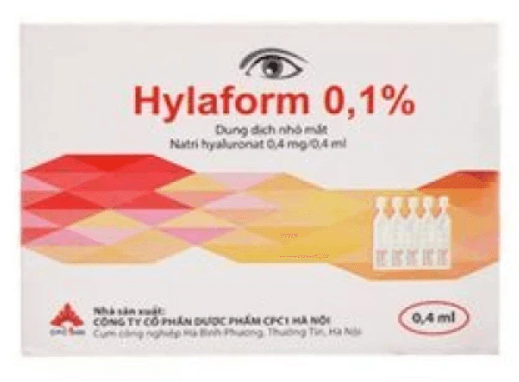 Hylaform 0,1%
Dung dịch nhỏ mắt
Natri hyaluronat 0,4 mg/0,4 ml
Nhà sản xuất:
CÔNG TY CỔ PHẦN DƯỢC PHẨM CPC1 HÀ NỘI
Cụm công nghiệp Hà Bình Phương, Thường Tín, Hà Nội
0,4 ml